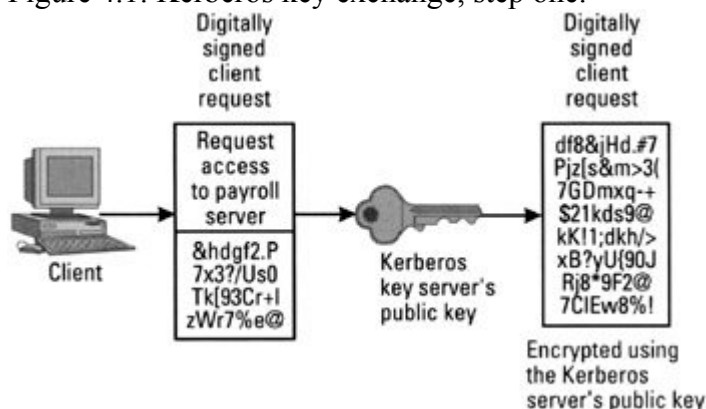 Figure 4.1: Kerberos key exchange, step one.
Digitally
signed
client
request
Request
access
to payroll
server
&hdgf2.P
7x3?/Us0
Tk[93Cr+l
zWr7%e@
Client
Kerberos
key server's
public key
Digitally
signed
client
request
df8&jHd.#7
Pjz[s&m>3(
7GDmxq-+
$21kds9@
kK!1;dkh/>
xB?yU{90J
Rj8*9F2@
7ClEw8%!
Encrypted using
the Kerberos
server's public key